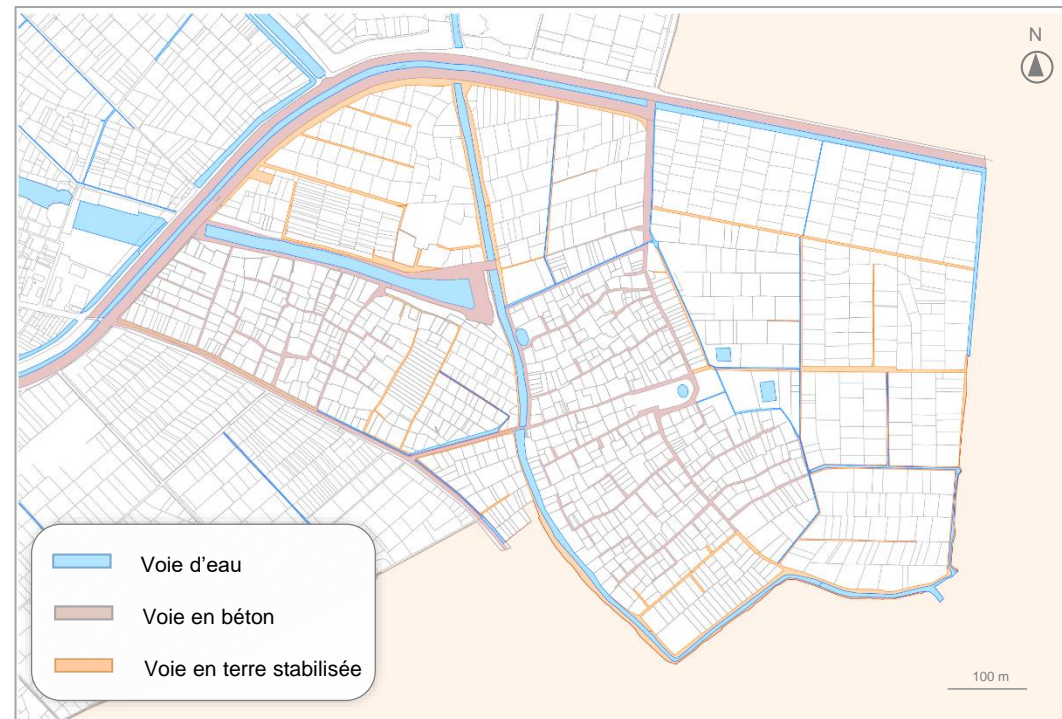 N
Voie d'eau
Voie en béton
Voie en terre stabilisée
100 m